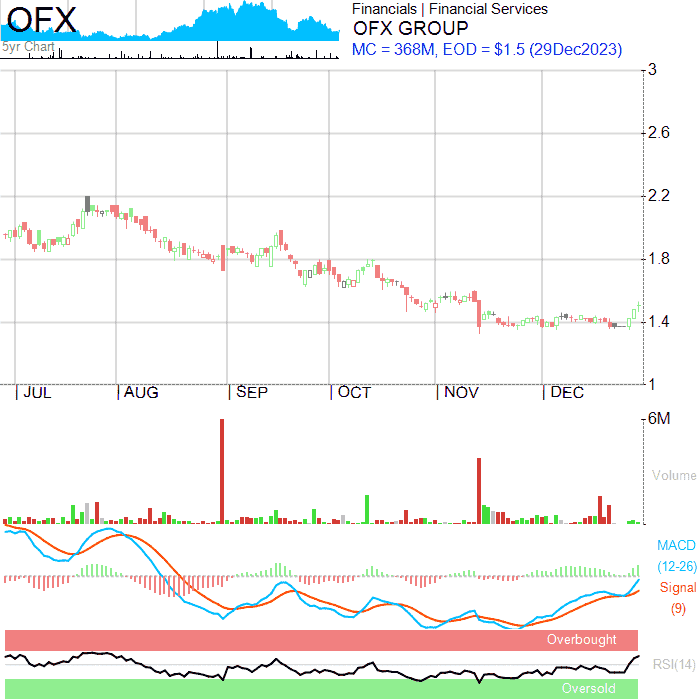 OFX
5yr Chart
Financials | Financial Services
OFX GROUP
MC = 368M, EOD = $1.5 (29Dec2023)
3
2.6
2.2
1.8
1.4
1
JUL AUG SEP OCT NOV DEC
6M
Volume
MACD
(12-26)
Signal
(9)
Overbought
RSI(14)
Oversold